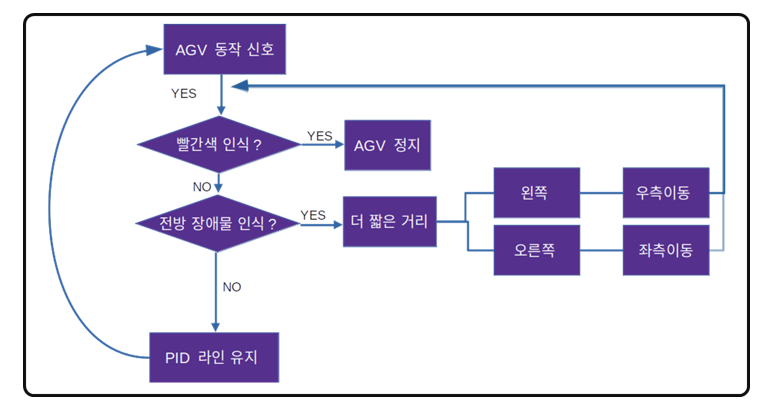 AGV 동작 신호
YES
빨간색 인식 ?
YES
AGV 정지
NO
전방 장애물 인식 ?
YES
더 짧은 거리
왼쪽
우측이동
오른쪽
좌측이동
NO
PID 라인 유지